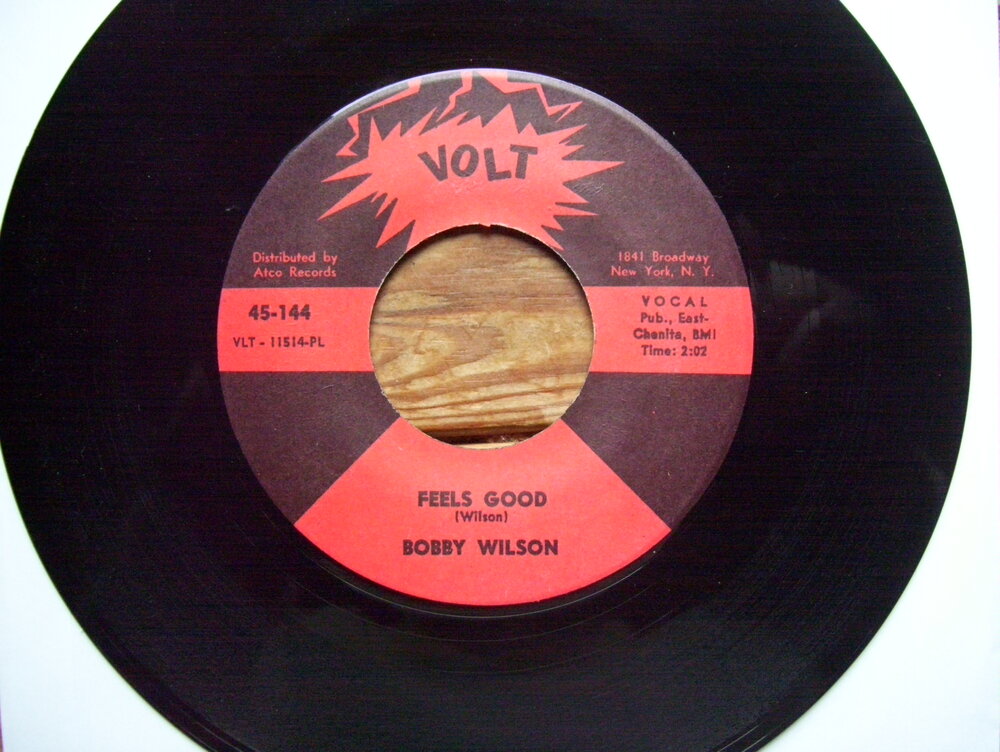 VOLT
Distributed by
Atco Records
1841 Broadway
New York, N. Y.
45-144
VLT - 11514-PL
VOCAL
Pub., East-
Chenita, BMI
Time: 2:02
FEELS GOOD
(Wilson)
BOBBY WILSON